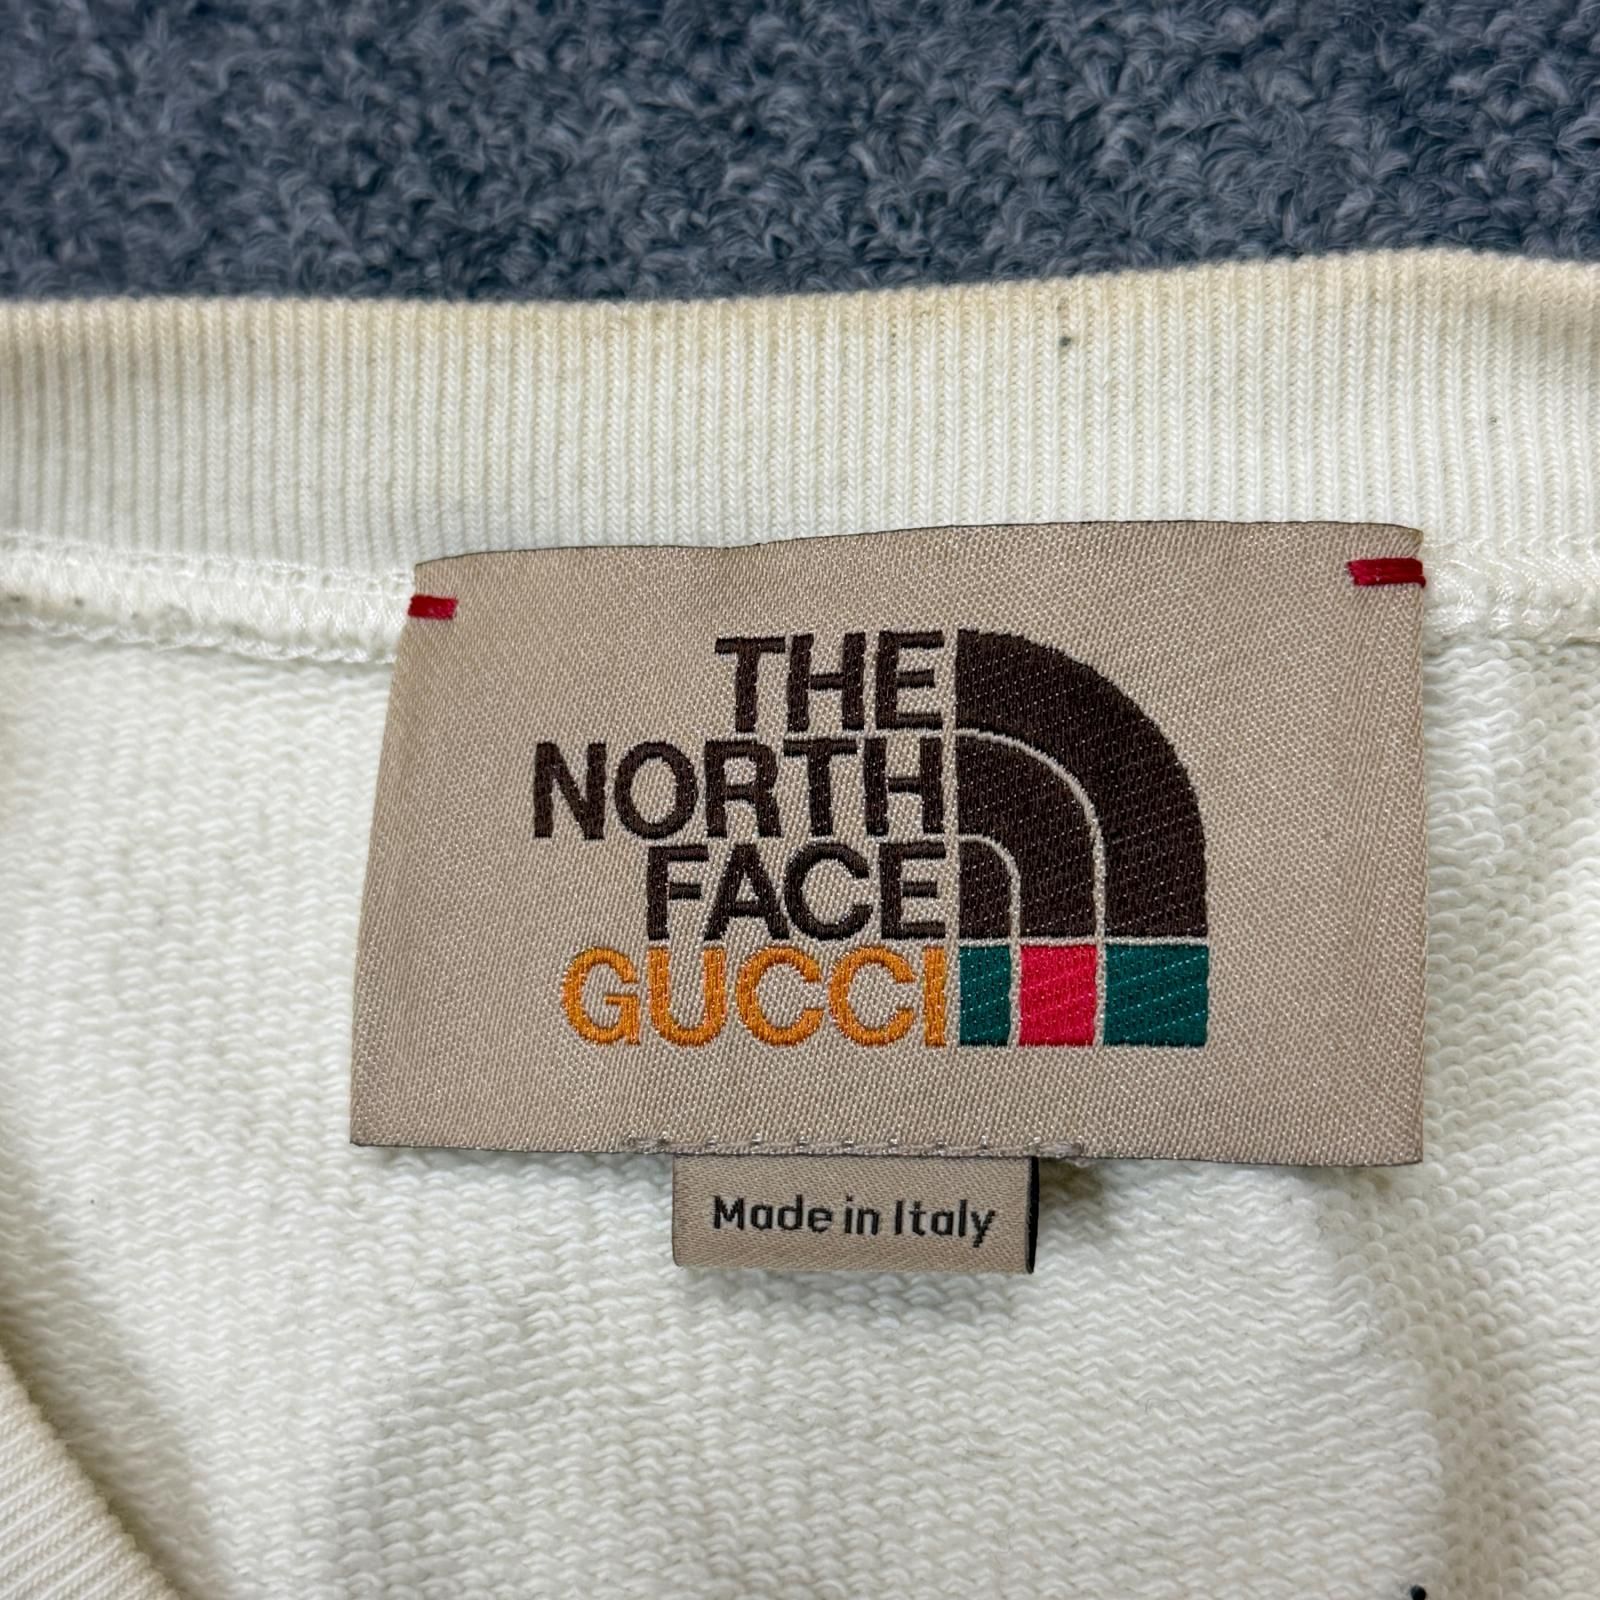 THE
NORTH
FACE
GUCCI
Made in Italy